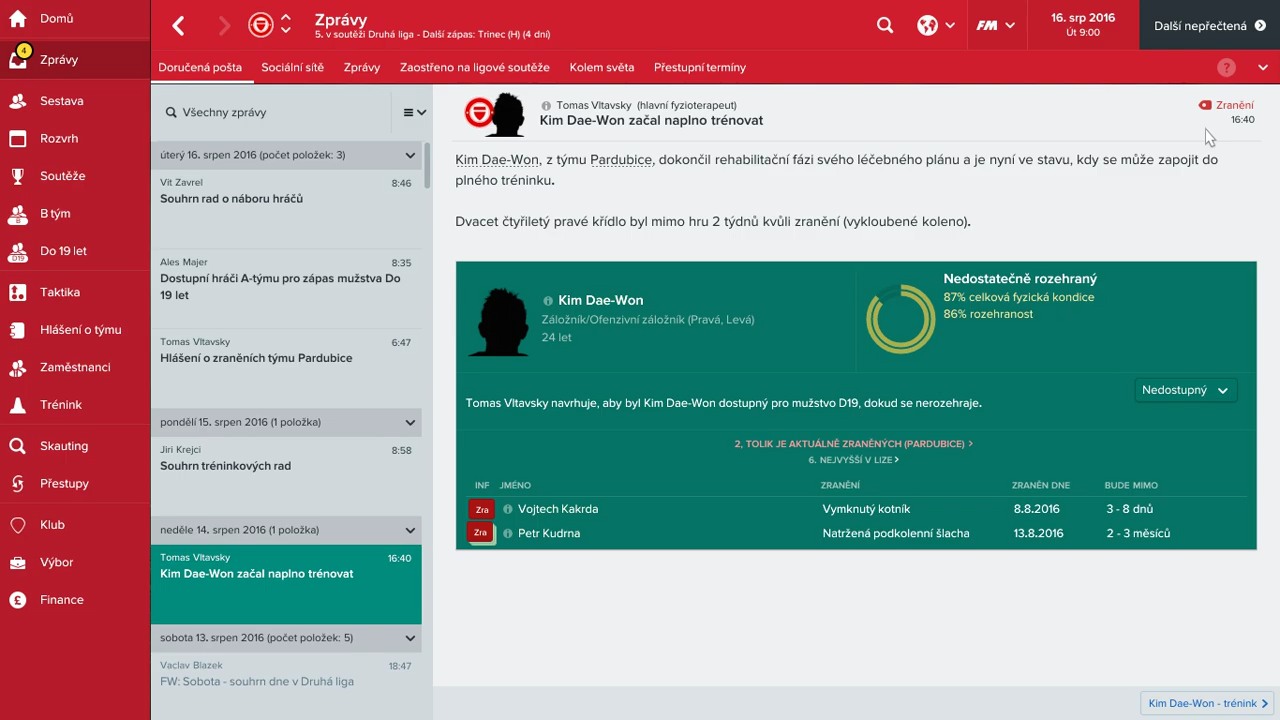 Domů
4
Zprávy
Sestava
Rozvrh
Soutěže
B tým
Do 19 let
Taktika
Hlášení o týmu
Zaměstnanci
Trénink
Skauting
Přestupy
Klub
Výbor
Finance
Zprávy
5. v soutěži Druhá liga - Další zápas: Trinec (H) (4 dní)
FM
16. srp 2016
Út 9:00
Další nepřečtená
Doručená pošta
Sociální sítě
Zprávy
Zaostřeno na ligové soutěže
Kolem světa
Přestupní termíny
?
Všechny zprávy
úterý 16. srpen 2016 (počet položek: 3)
Vit Zavrel 8:46
Souhrn rad o náboru hráčů
Ales Majer 8:35
Dostupní hráči A-týmu pro zápas mužstva Do
19 let
Tomas Vltavsky 6:47
Hlášení o zraněních týmu Pardubice
pondělí 15. srpen 2016 (1 položka)
Jiri Krejci 8:58
Souhrn tréninkových rad
neděle 14. srpen 2016 (1 položka)
Tomas Vltavsky 16:40
Kim Dae-Won začal naplno trénovat
sobota 13. srpen 2016 (počet položek: 5)
Vaclav Blazek 18:47
FW: Sobota - souhrn dne v Druhá liga
Tomas Vltavsky (hlavní fyzioterapeut)
Kim Dae-Won začal naplno trénovat
Zranění
16:40
Kim Dae-Won, z týmu Pardubice, dokončil rehabilitační fázi svého léčebného plánu a je nyní ve stavu, kdy se může zapojit do
plného tréninku.
Dvacet čtyřiletý pravé křídlo byl mimo hru 2 týdnů kvůli zranění (vykloubené koleno).
Kim Dae-Won
Záložník/Ofenzivní záložník (Pravá, Levá)
24 let
Nedostatečně rozehraný
87% celková fyzická kondice
86% rozehranost
Nedostupný
Tomas Vltavsky navrhuje, aby byl Kim Dae-Won dostupný pro mužstvo D19, dokud se nerozehraje.
2, TOLIK JE AKTUÁLNĚ ZRANĚNÝCH (PARDUBICE) >
6. NEJVYŠŠÍ V LIZE >
INF JMÉNO ZRANĚNÍ ZRANĚN DNE BUDE MIMO
Zra Vojtech Kakrda Vymknutý kotník 8.8.2016 3 - 8 dnů
Zra Petr Kudrna Natržená podkolenní šlacha 13.8.2016 2 - 3 měsíců
Kim Dae-Won - trénink